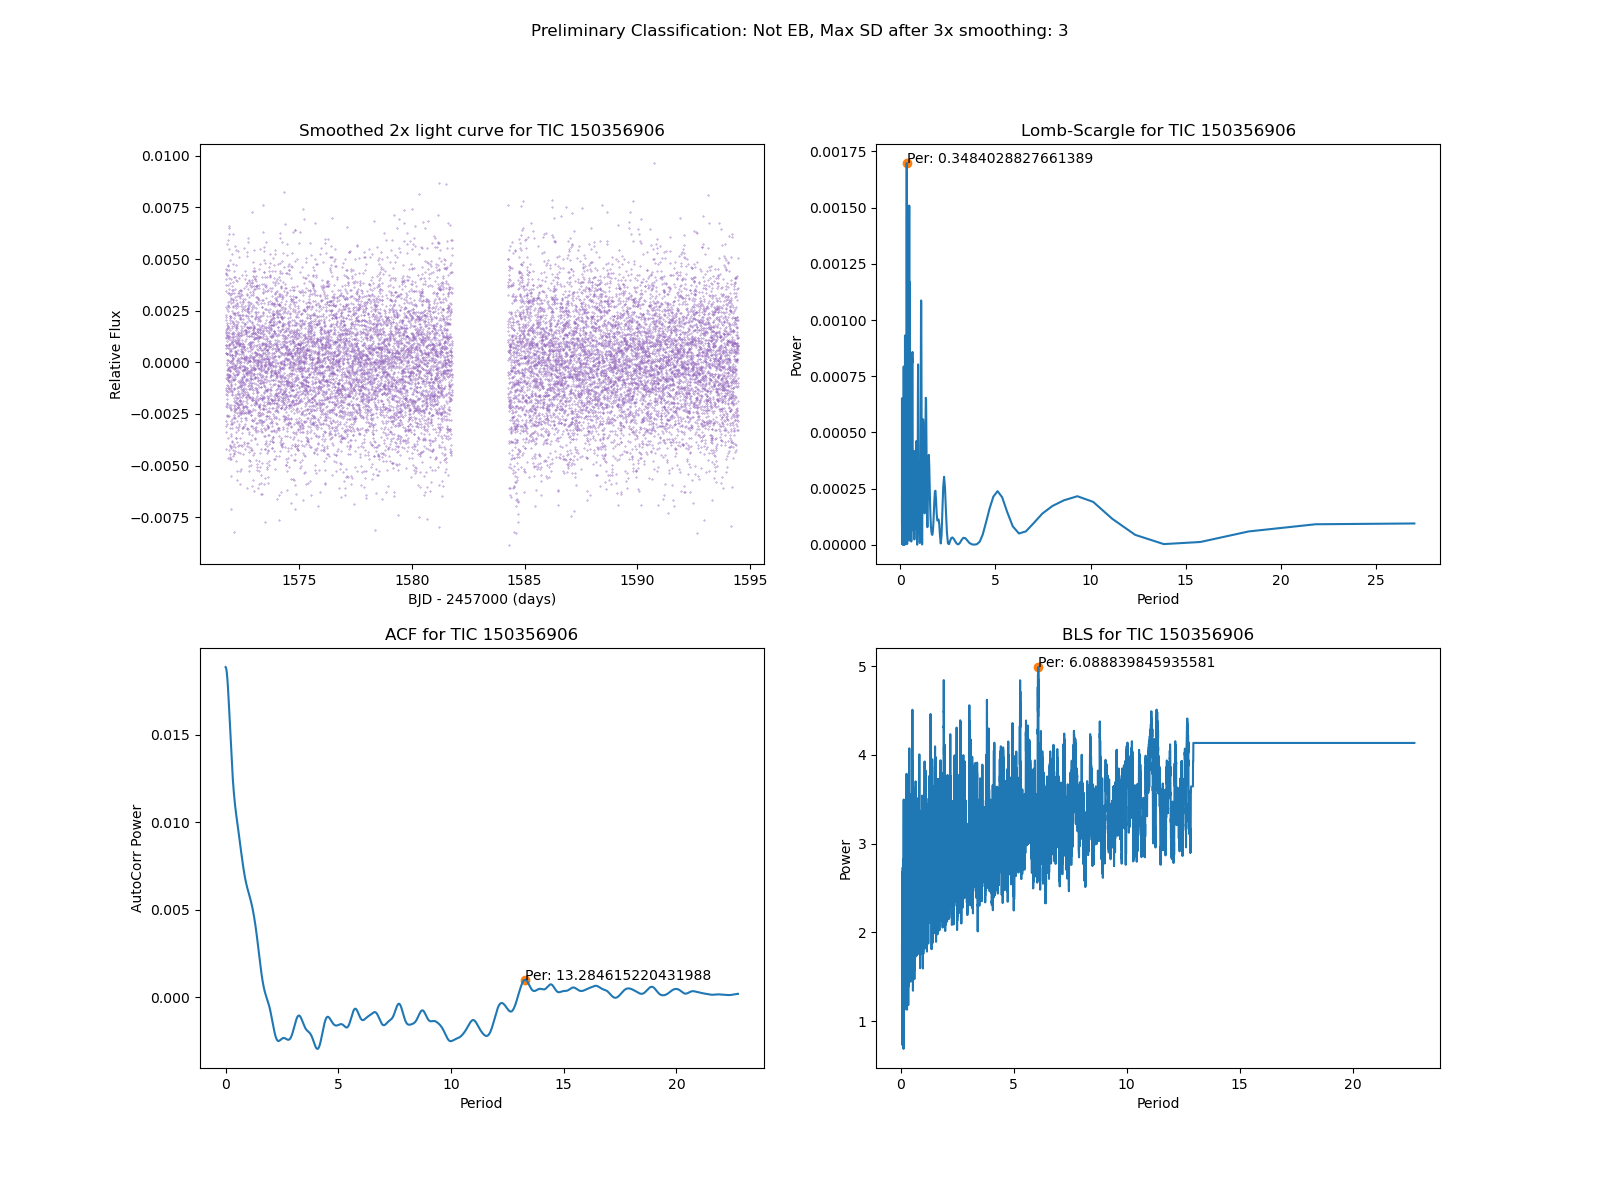 Preliminary Classification: Not EB, Max SD after 3x smoothing: 3
Smoothed 2x light curve for TIC 150356906
0.0100
0.0075
0.0050
0.0025
0.0000
−0.0025
−0.0050
−0.0075
Relative Flux
1575
1580
1585
1590
1595
BJD - 2457000 (days)
Lomb-Scargle for TIC 150356906
Per: 0.3484028827661389
0.00175
0.00150
0.00125
0.00100
0.00075
0.00050
0.00025
0.00000
Power
0
5
10
15
20
25
Period
ACF for TIC 150356906
Per: 13.284615220431988
0.015
0.010
0.005
0.000
AutoCorr Power
0
5
10
15
20
Period
BLS for TIC 150356906
Per: 6.088839845935581
5
4
3
2
1
Power
0
5
10
15
20
Period